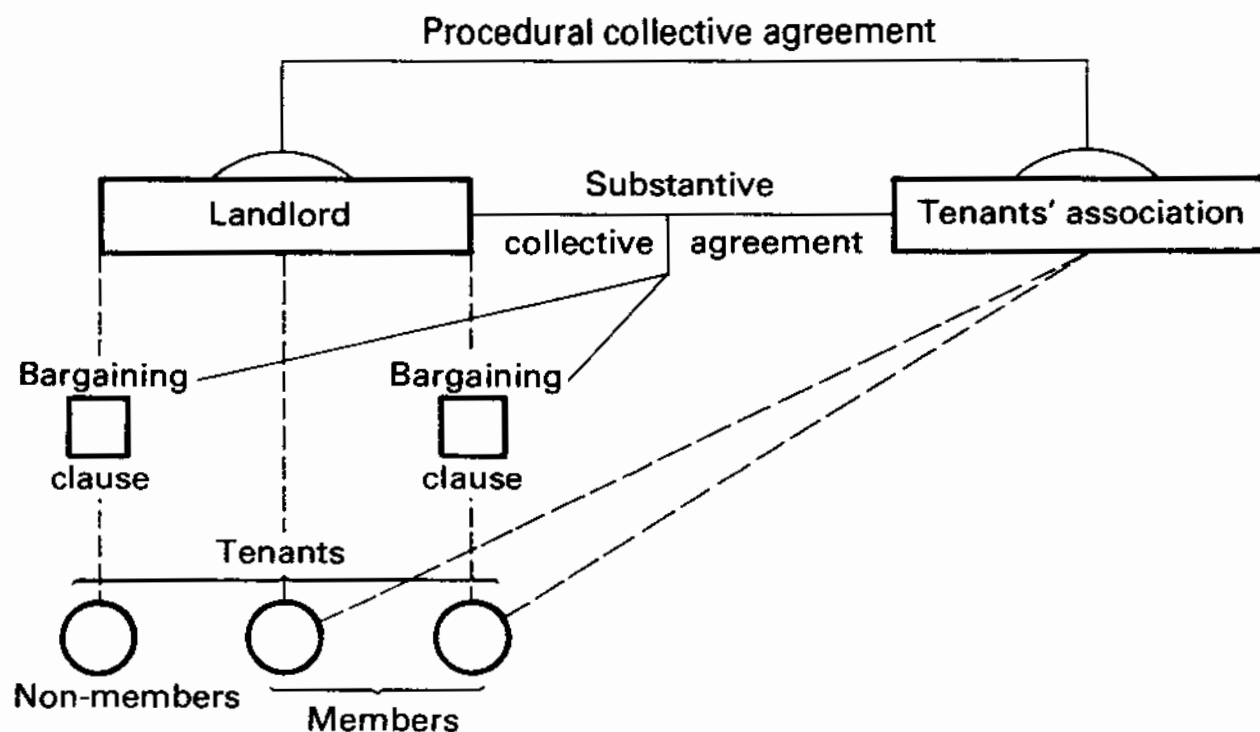 Procedural collective agreement
Landlord
Substantive
collective agreement
Tenants' association
Bargaining
clause
Bargaining
clause
Tenants
Non-members
Members